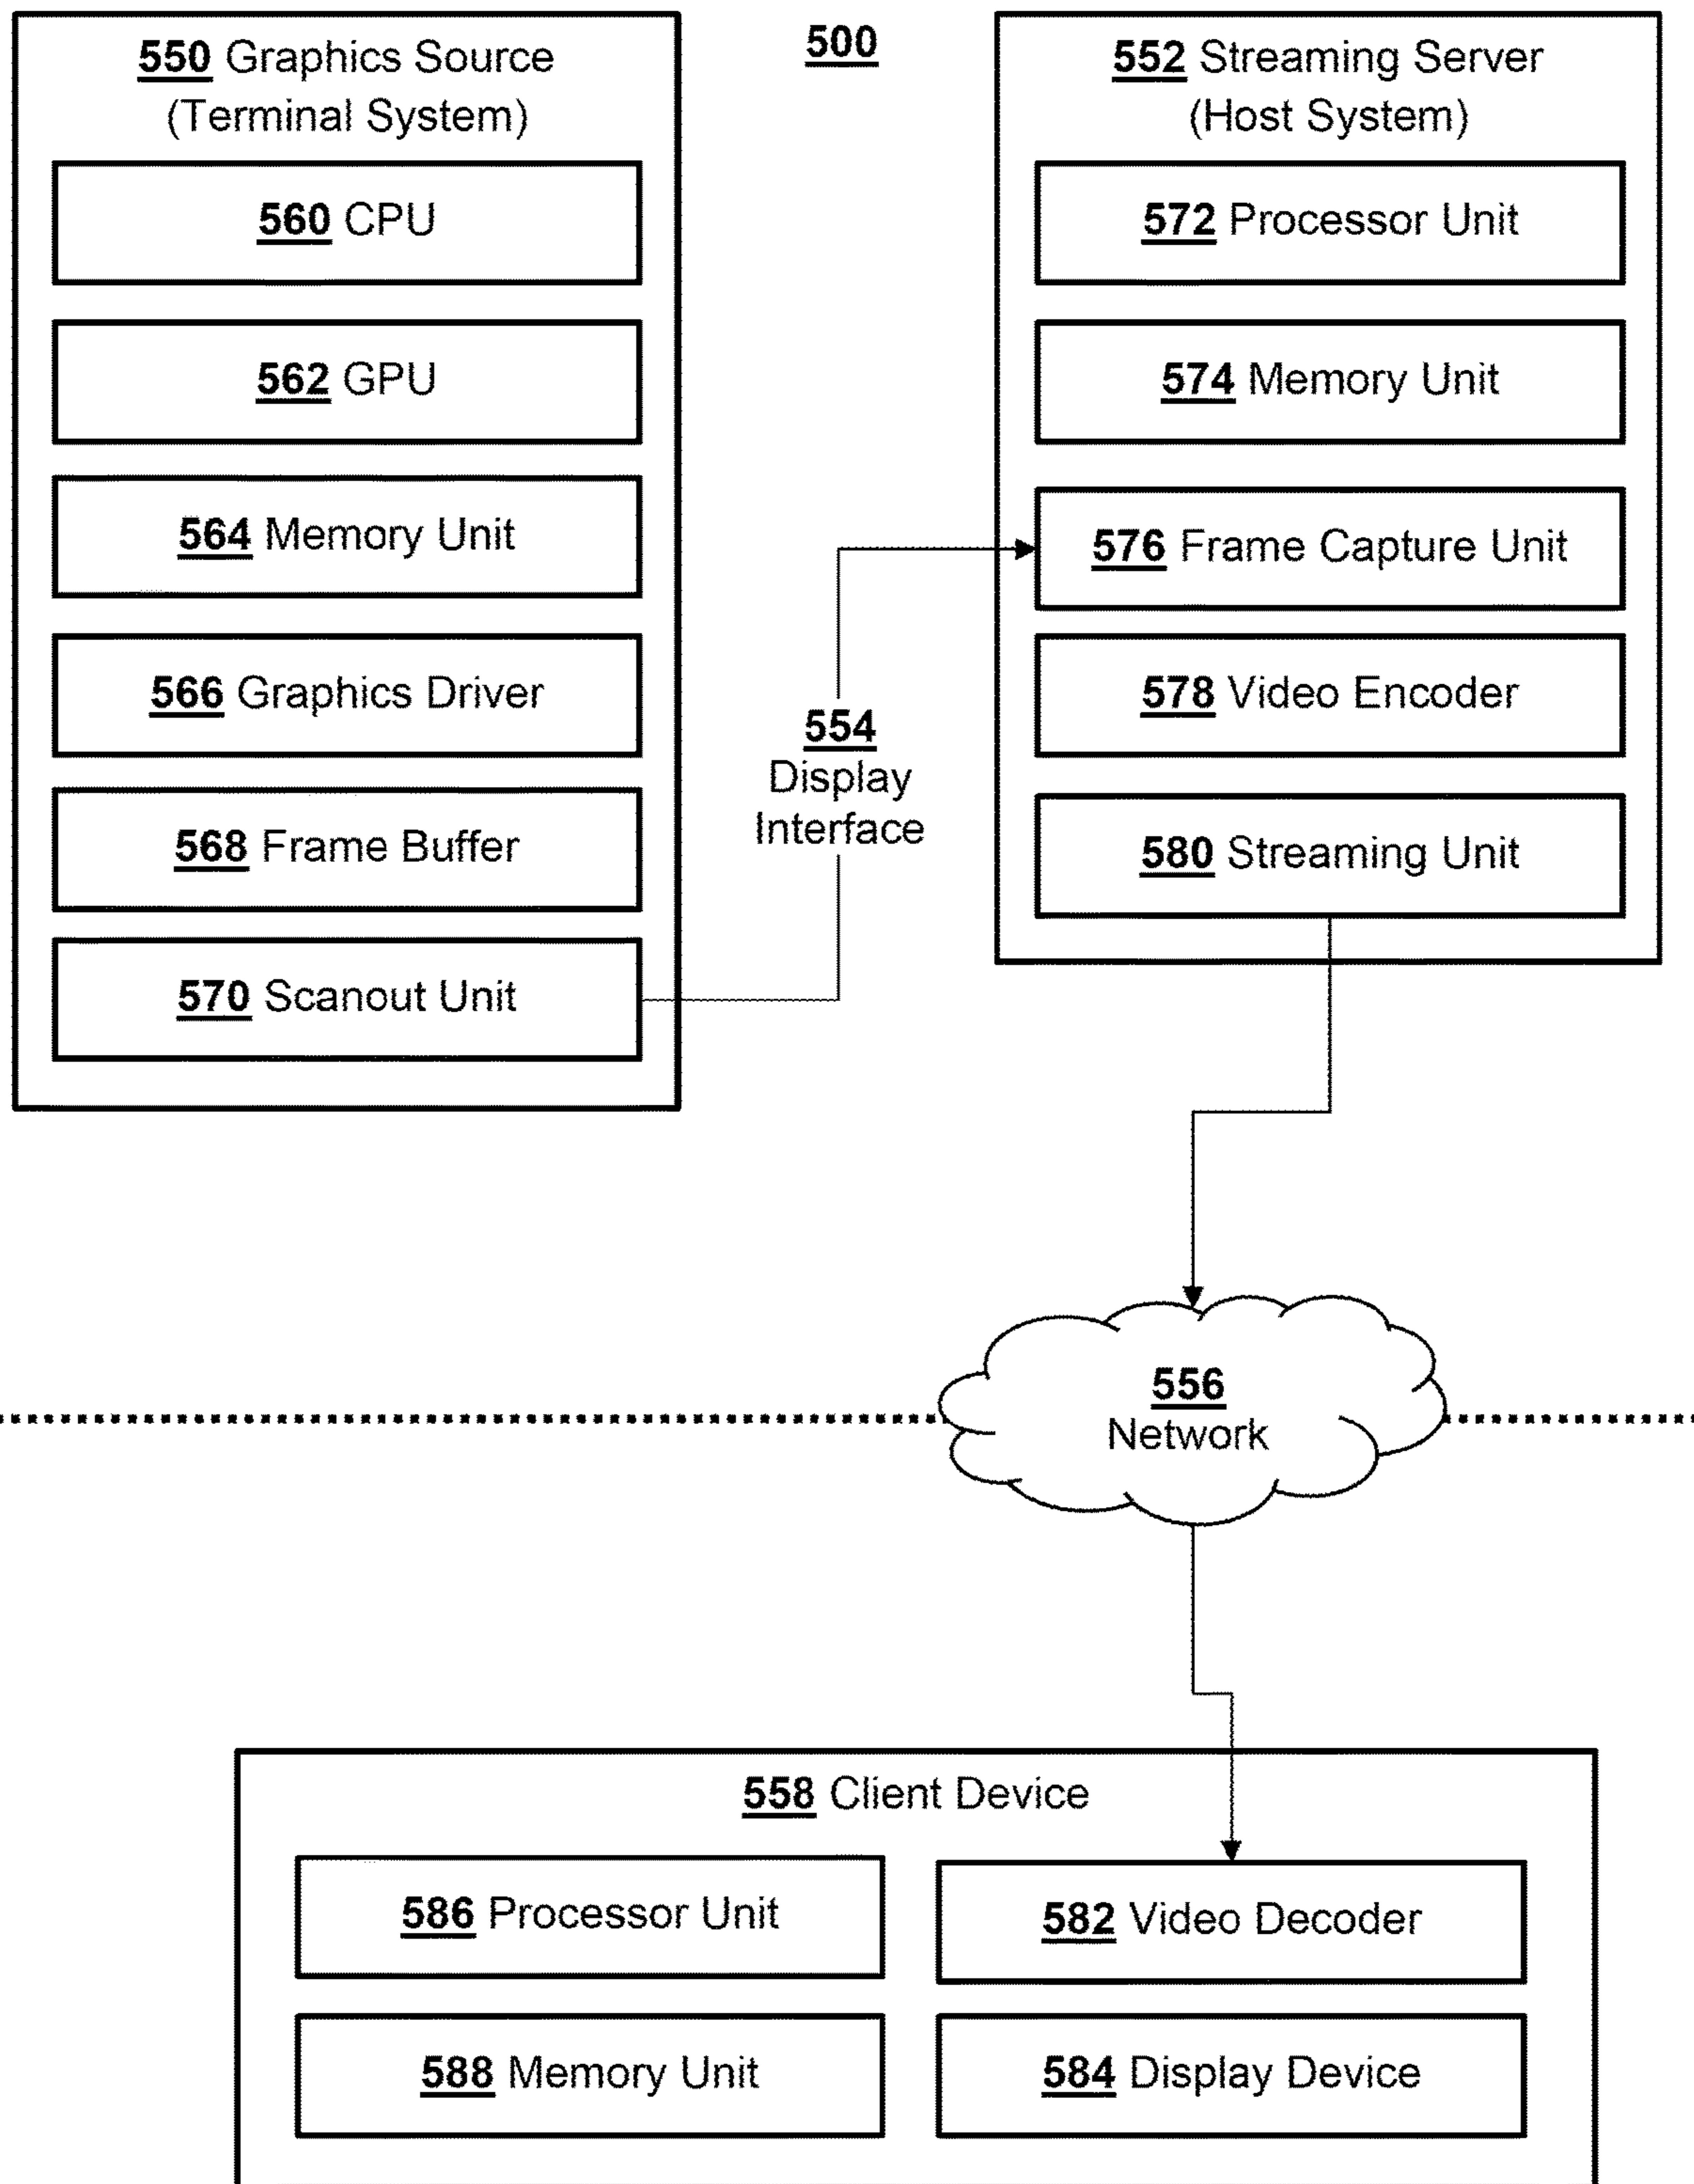 500
550 Graphics Source
(Terminal System)
560 CPU
562 GPU
564 Memory Unit
566 Graphics Driver
568 Frame Buffer
570 Scanout Unit
554
Display
Interface
552 Streaming Server
(Host System)
572 Processor Unit
574 Memory Unit
576 Frame Capture Unit
578 Video Encoder
580 Streaming Unit
556
Network
558 Client Device
586 Processor Unit
582 Video Decoder
588 Memory Unit
584 Display Device